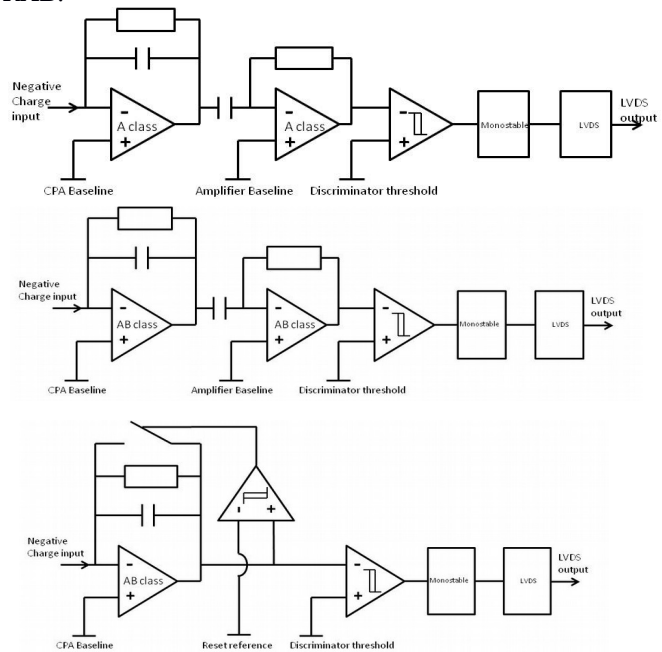 Negative
Charge
input
A class
A class
Monostable
LVDS
LVDS
output
CPA Baseline
Amplifier Baseline
Discriminator threshold
Negative
Charge input
AB class
AB class
Monostable
LVDS
LVDS
output
CPA Baseline
Amplifier Baseline
Discriminator threshold
Negative
Charge input
AB class
Monostable
LVDS
LVDS
output
CPA Baseline
Reset reference
Discriminator threshold